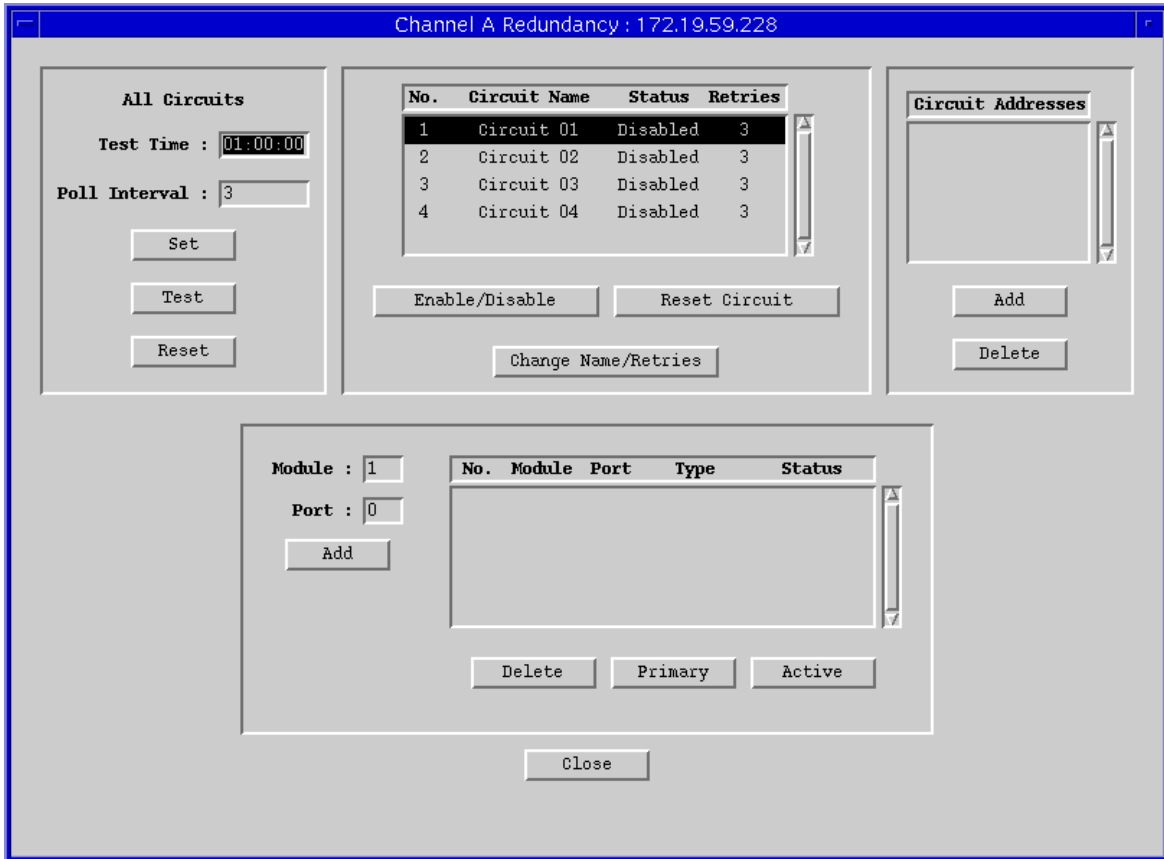 Channel A Redundancy : 172.19.59.228
All Circuits
Test Time : 01:00:00
Poll Interval : 3
Set
Test
Reset
No. Circuit Name Status Retries
1 Circuit 01 Disabled 3
2 Circuit 02 Disabled 3
3 Circuit 03 Disabled 3
4 Circuit 04 Disabled 3
Enable/Disable Reset Circuit
Change Name/Retries
Circuit Addresses
Add
Delete
Module : 1
Port : 0
Add
No. Module Port Type Status
Delete Primary Active
Close